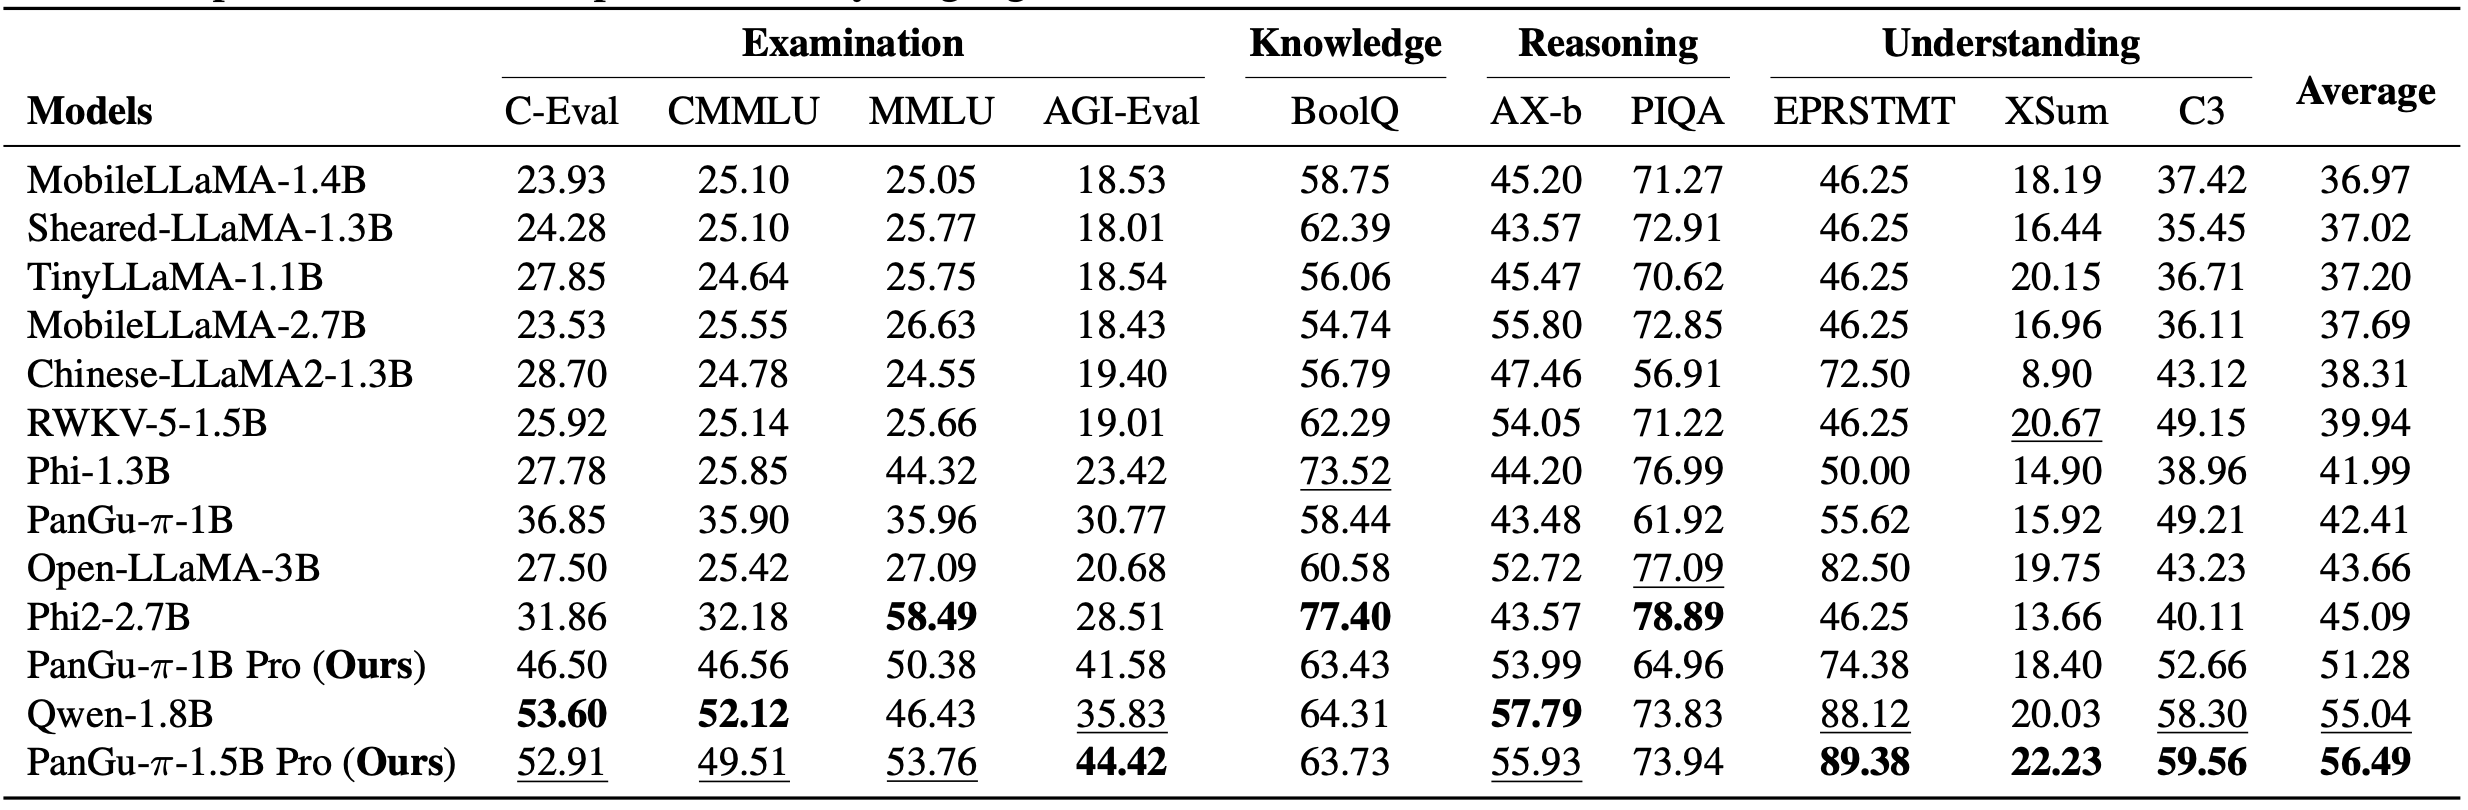 Examination Knowledge Reasoning Understanding
Models C-Eval CMMLU MMLU AGI-Eval BoolQ AX-b PIQA EPRSTMT XSum C3 Average
MobileLLaMA-1.4B 23.93 25.10 25.05 18.53 58.75 45.20 71.27 46.25 18.19 37.42 36.97
Sheared-LLaMA-1.3B 24.28 25.10 25.77 18.01 62.39 43.57 72.91 46.25 16.44 35.45 37.02
TinyLLaMA-1.1B 27.85 24.64 25.75 18.54 56.06 45.47 70.62 46.25 20.15 36.71 37.20
MobileLLaMA-2.7B 23.53 25.55 26.63 18.43 54.74 55.80 72.85 46.25 16.96 36.11 37.69
Chinese-LLaMA2-1.3B 28.70 24.78 24.55 19.40 56.79 47.46 56.91 72.50 8.90 43.12 38.31
RWKV-5-1.5B 25.92 25.14 25.66 19.01 62.29 54.05 71.22 46.25 20.67 49.15 39.94
Phi-1.3B 27.78 25.85 44.32 23.42 73.52 44.20 76.99 50.00 14.90 38.96 41.99
PanGu-π-1B 36.85 35.90 35.96 30.77 58.44 43.48 61.92 55.62 15.92 49.21 42.41
Open-LLaMA-3B 27.50 25.42 27.09 20.68 60.58 52.72 77.09 82.50 19.75 43.23 43.66
Phi2-2.7B 31.86 32.18 58.49 28.51 77.40 43.57 78.89 46.25 13.66 40.11 45.09
PanGu-π-1B Pro (Ours) 46.50 46.56 50.38 41.58 63.43 53.99 64.96 74.38 18.40 52.66 51.28
Qwen-1.8B 53.60 52.12 46.43 35.83 64.31 57.79 73.83 88.12 20.03 58.30 55.04
PanGu-π-1.5B Pro (Ours) 52.91 49.51 53.76 44.42 63.73 55.93 73.94 89.38 22.23 59.56 56.49